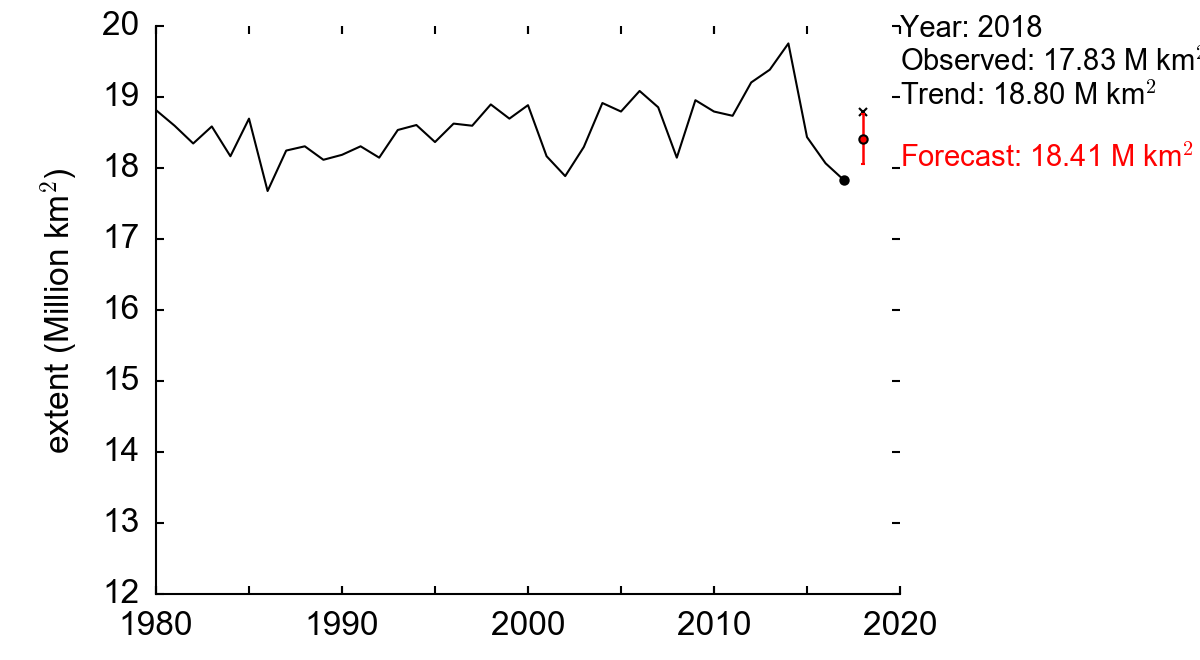 20
19
18
17
16
15
14
13
12
1980
1990
2000
2010
2020
extent (Million km²)
Year: 2018
Observed: 17.83 M km²
Trend: 18.80 M km²
Forecast: 18.41 M km²